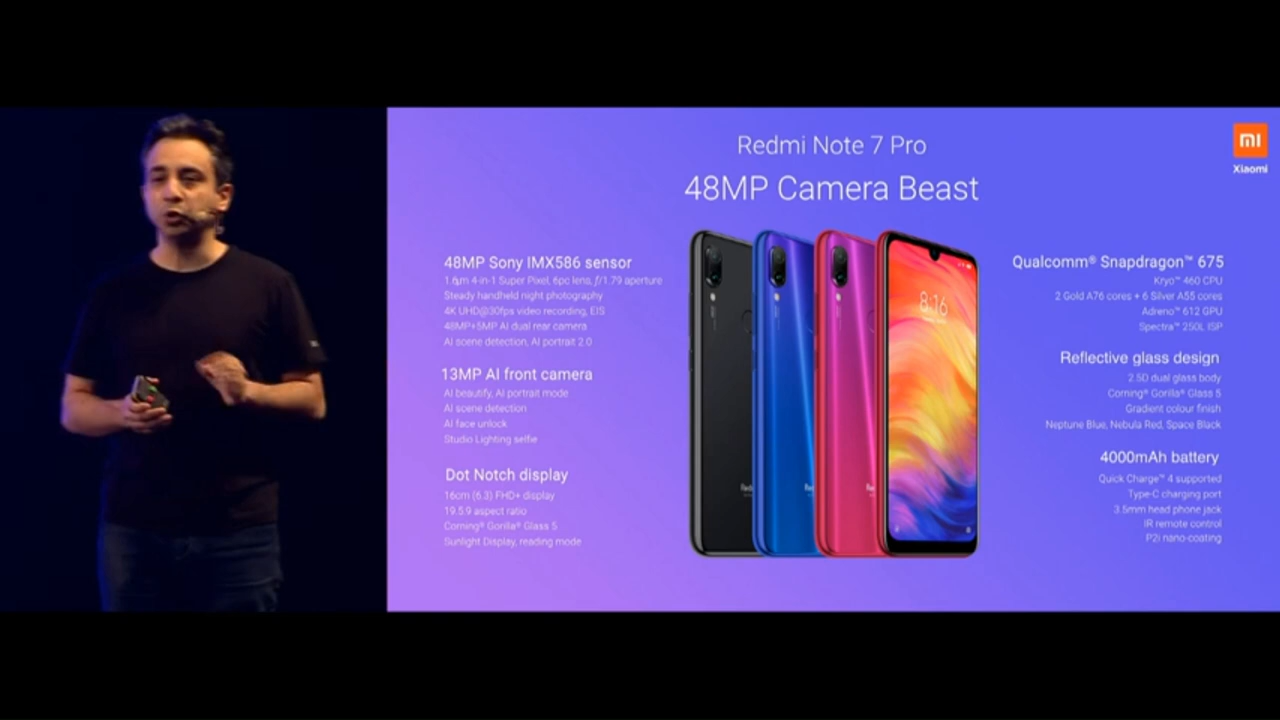 Redmi Note 7 Pro
48MP Camera Beast
mi
Xiaomi
48MP Sony IMX586 sensor
1.6μm 4-in-1 Super Pixel, 6pc lens, ƒ/1.79 aperture
Steady handheld night photography
4K UHD@30fps video recording, EIS
48MP+5MP AI dual rear camera
AI scene detection, AI portrait 2.0
13MP AI front camera
AI beautify, AI portrait mode
AI scene detection
AI face unlock
Studio Lighting selfie
Dot Notch display
16cm (6.3) FHD+ display
19.5:9 aspect ratio
Corning® Gorilla® Glass 5
Sunlight Display, reading mode
8:16
Redmi
Qualcomm® Snapdragon™ 675
Kryo™ 460 CPU
2 Gold A76 cores + 6 Silver A55 cores
Adreno™ 612 GPU
Spectra™ 250L ISP
Reflective glass design
2.5D dual glass body
Corning® Gorilla® Glass 5
Gradient colour finish
Neptune Blue, Nebula Red, Space Black
4000mAh battery
Quick Charge™ 4 supported
Type-C charging port
3.5mm head phone jack
IR remote control
P2i nano-coating